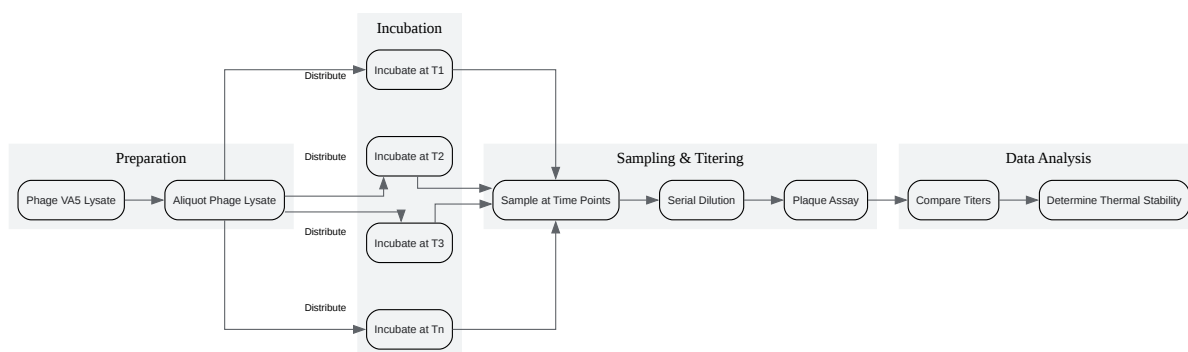 Preparation
Phage VA5 Lysate
Aliquot Phage Lysate
Distribute
Distribute
Distribute
Distribute
Incubation
Incubate at T1
Incubate at T2
Incubate at T3
Incubate at Tn
Sampling & Titering
Sample at Time Points
Serial Dilution
Plaque Assay
Data Analysis
Compare Titers
Determine Thermal Stability